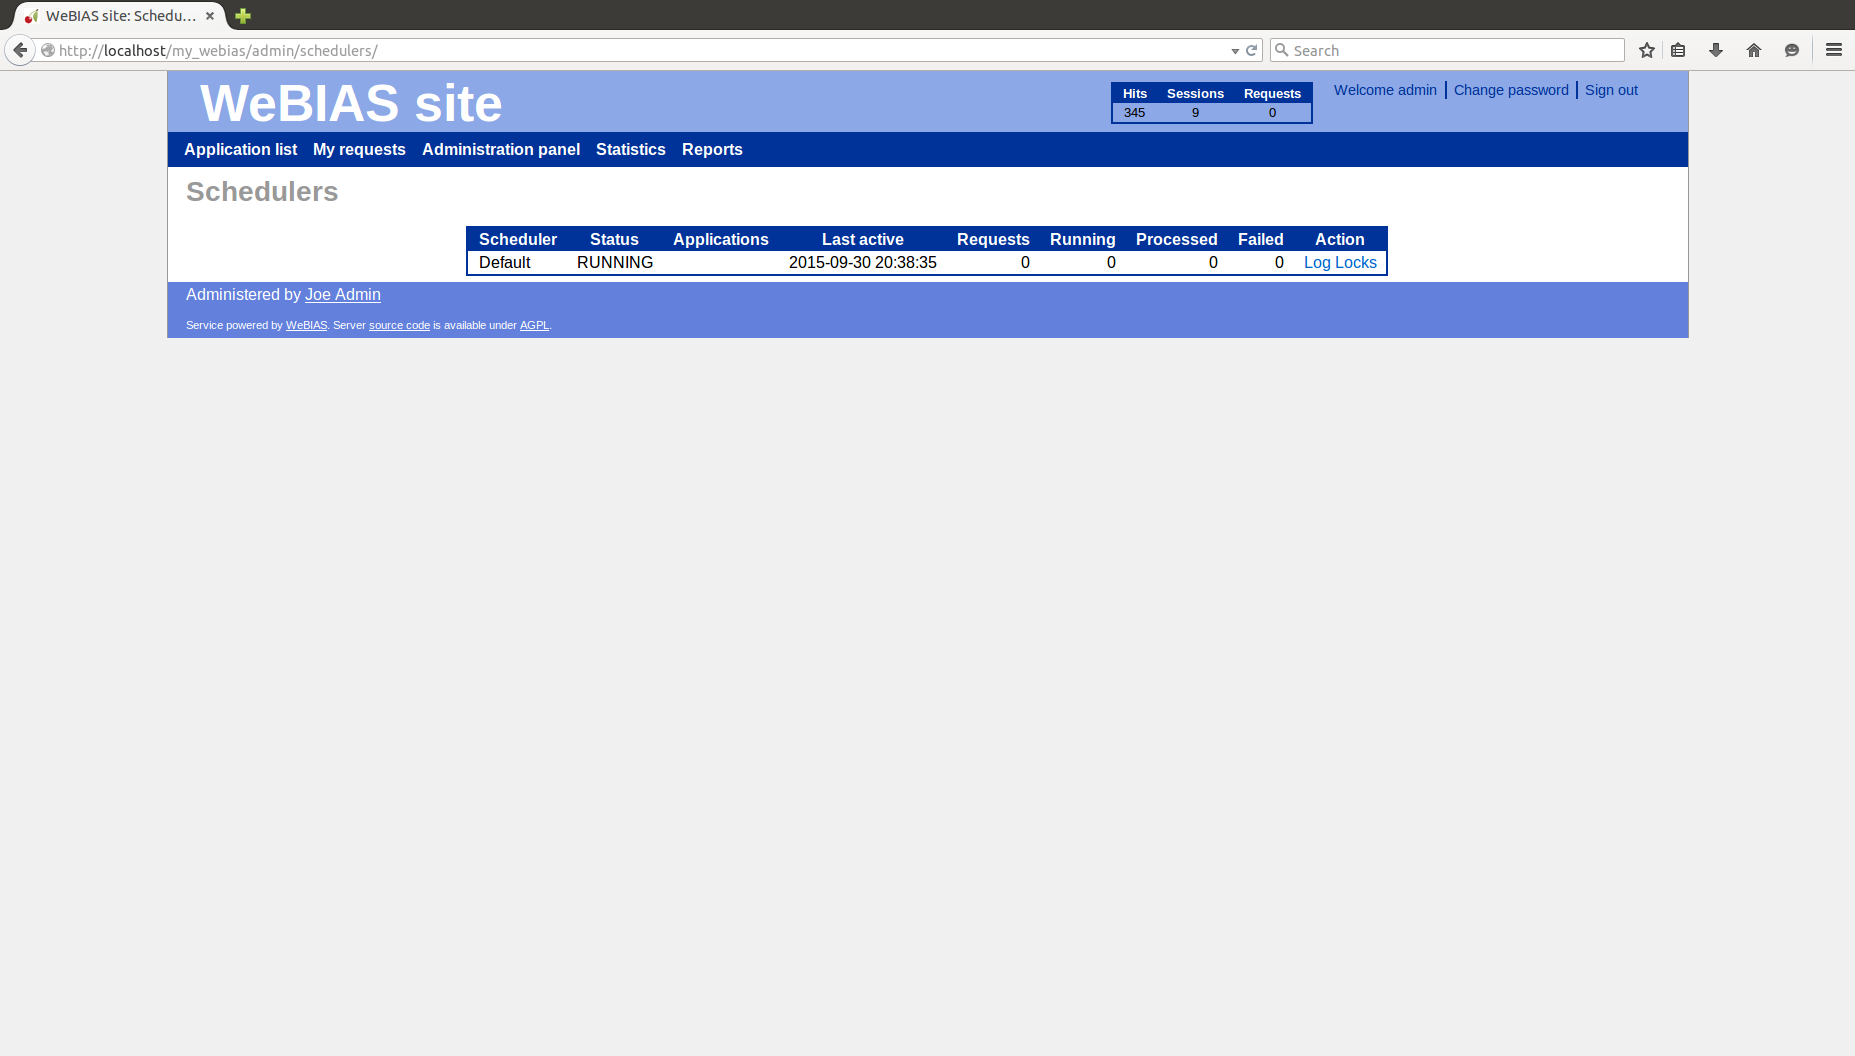 WeBIAS site: Schedu...
http://localhost/my_webias/admin/schedulers/
Search
WeBIAS site
Hits Sessions Requests
345 9 0
Welcome admin Change password Sign out
Application list My requests Administration panel Statistics Reports
Schedulers
Scheduler Status Applications Last active Requests Running Processed Failed Action
Default RUNNING 2015-09-30 20:38:35 0 0 0 0 Log Locks
Administered by Joe Admin
Service powered by WeBIAS. Server source code is available under AGPL.